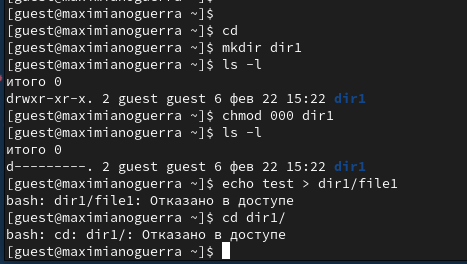 [guest@maximianoguerra ~]$
[guest@maximianoguerra ~]$ cd
[guest@maximianoguerra ~]$ mkdir dir1
[guest@maximianoguerra ~]$ ls -l
итого 0
drwxr-xr-x. 2 guest guest 6 фев 22 15:22 dir1
[guest@maximianoguerra ~]$ chmod 000 dir1
[guest@maximianoguerra ~]$ ls -l
итого 0
d---------. 2 guest guest 6 фев 22 15:22 dir1
[guest@maximianoguerra ~]$ echo test > dir1/file1
bash: dir1/file1: Отказано в доступе
[guest@maximianoguerra ~]$ cd dir1/
bash: cd: dir1/: Отказано в доступе
[guest@maximianoguerra ~]$